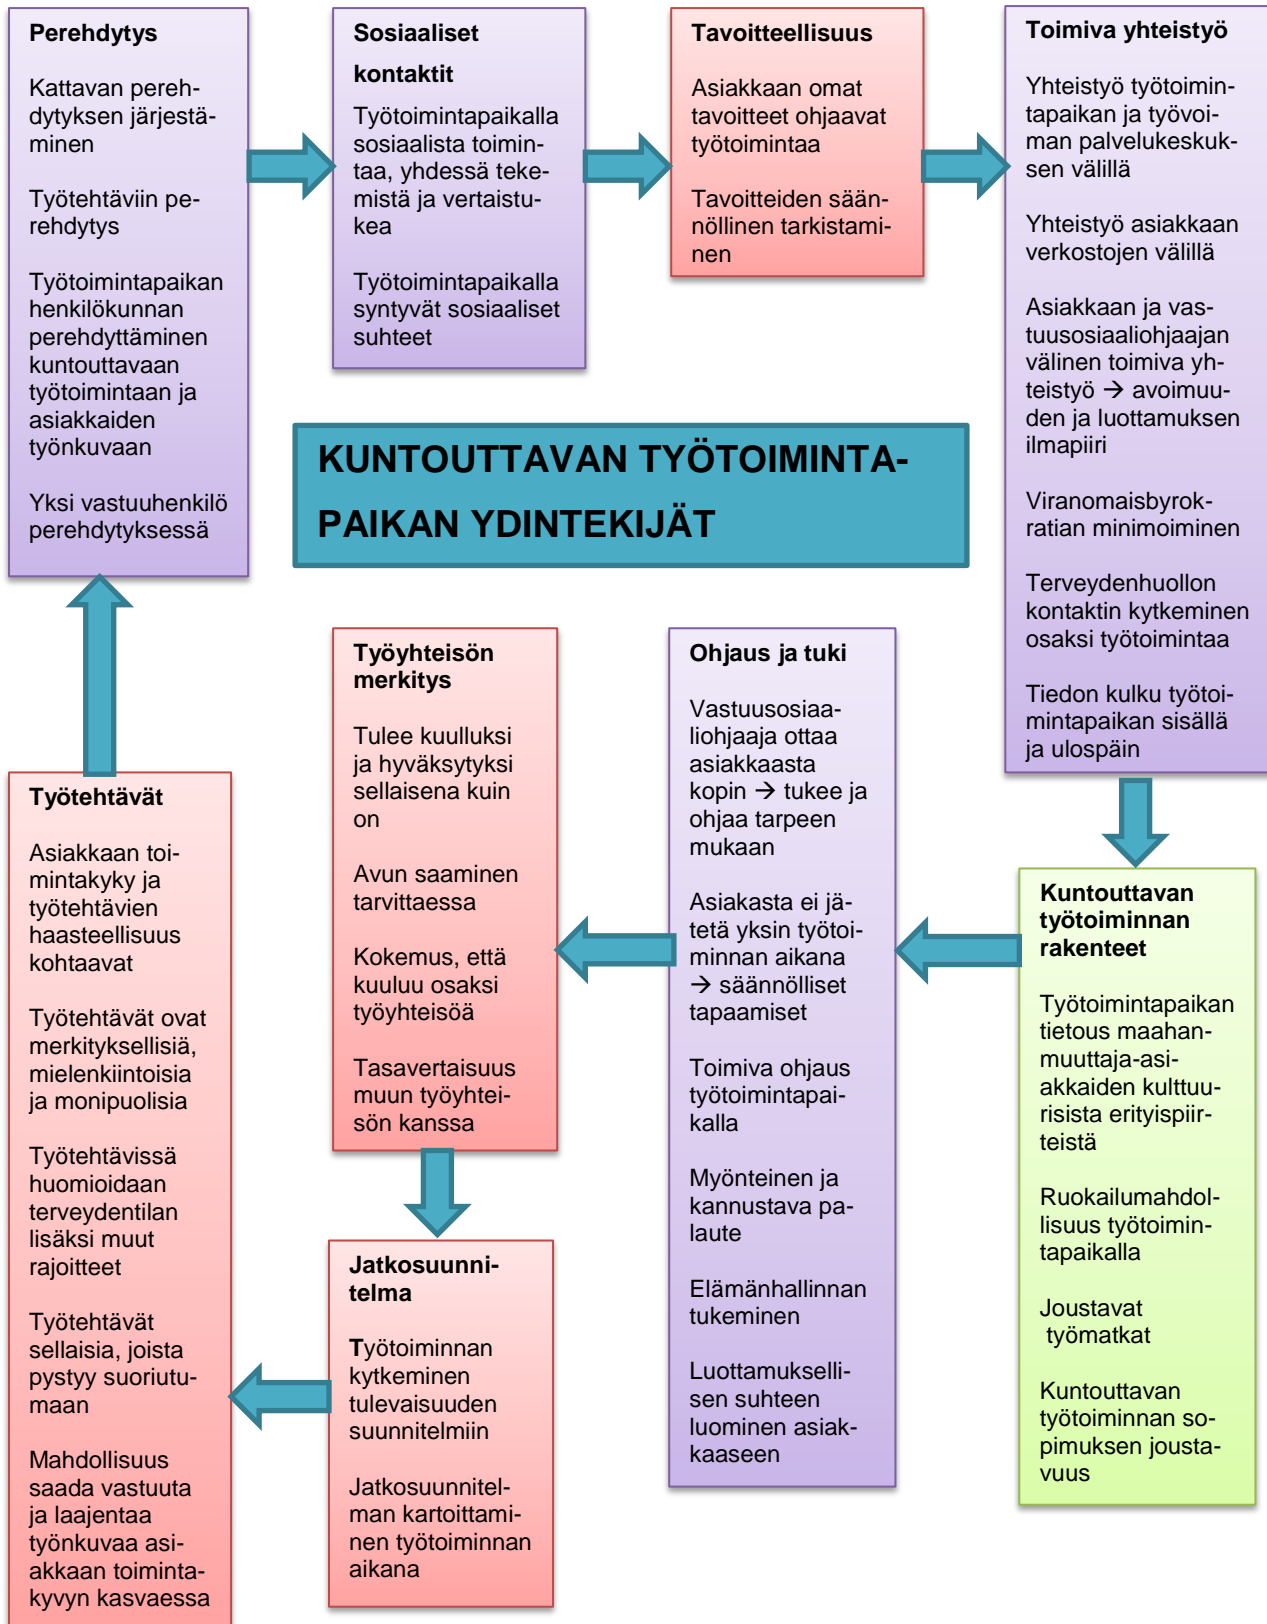 Perehdytys
Kattavan pereh-
dytyksen järjestä-
minen
Työtehtäviin pe-
rehdytys
Työtoimintapaikan
henkilökunnan
perehdyttäminen
kuntouttavaan
työtoimintaan ja
asiakkaiden
työnkuvaan
Yksi vastuuhenkilö
perehdytyksessä
Sosiaaliset
kontaktit
Työtoimintapaikalla
sosiaalista toimin-
taa, yhdessä teke-
mistä ja vertaistu-
kea
Työtoimintapaikalla
syntyvät sosiaaliset
suhteet
Tavoitteellisuus
Asiakkaan omat
tavoitteet ohjaavat
työtoimintaa
Tavoitteiden sään-
nöllinen tarkistami-
nen
Toimiva yhteistyö
Yhteistyö työtoimin-
tapaikan ja työvoi-
man palvelukeskuk-
sen välillä
Yhteistyö asiakkaan
verkostojen välillä
Asiakkaan ja vas-
tuusosiaaliohjaajan
välinen toimiva yh-
teistyö → avoimuu-
den ja luottamuksen
ilmapiiri
Viranomaisbyrok-
ratian minimoiminen
Terveydenhuollon
kontaktin kytkeminen
osaksi työtoimintaa
Tiedon kulku työtoi-
mintapaikan sisällä
ja ulospäin
KUNTOUTTAVAN TYÖTOIMINTA-
PAIKAN YDINTEKIJÄT
Kuntouttavan
työtoiminnan
rakenteet
Työtoimintapaikan
tietous maahan-
muuttaja-asi-
akkaiden kulttuu-
risista erityispiir-
teistä
Ruokailumahdol-
lisuus työtoimin-
tapaikalla
Joustavat
työmatkat
Kuntouttavan
työtoiminnan so-
pimuksen jousta-
vuus
Ohjaus ja tuki
Vastuusosiaa-
liohjaaja ottaa
asiakkaasta
kopin → tukee ja
ohjaa tarpeen
mukaan
Asiakasta ei jä-
tetä yksin työtoi-
minnan aikana
→ säännölliset
tapaamiset
Toimiva ohjaus
työtoimintapai-
kalla
Myönteinen ja
kannustava pa-
laute
Elämänhallinnan
tukeminen
Luottamukselli-
sen suhteen
luominen asiak-
kaaseen
Työyhteisön
merkitys
Tulee kuulluksi
ja hyväksytyksi
sellaisena kuin
on
Avun saaminen
tarvittaessa
Kokemus, että
kuuluu osaksi
työyhteisöä
Tasavertaisuus
muun työyhtei-
sön kanssa
Jatkosuunni-
telma
Työtoiminnan
kytkeminen
tulevaisuuden
suunnitelmiin
Jatkosuunnitel-
man kartoittami-
nen työtoiminnan
aikana
Työtehtävät
Asiakkaan toi-
mintakyky ja
työtehtävien
haasteellisuus
kohtaavat
Työtehtävät ovat
merkityksellisiä,
mielenkiintoisia
ja monipuolisia
Työtehtävissä
huomioidaan
terveydentilan
lisäksi muut
rajoitteet
Työtehtävät
sellaisia, joista
pystyy suoriutu-
maan
Mahdollisuus
saada vastuuta
ja laajentaa
työnkuvaa asi-
akkaan toiminta-
kyvyn kasvaessa